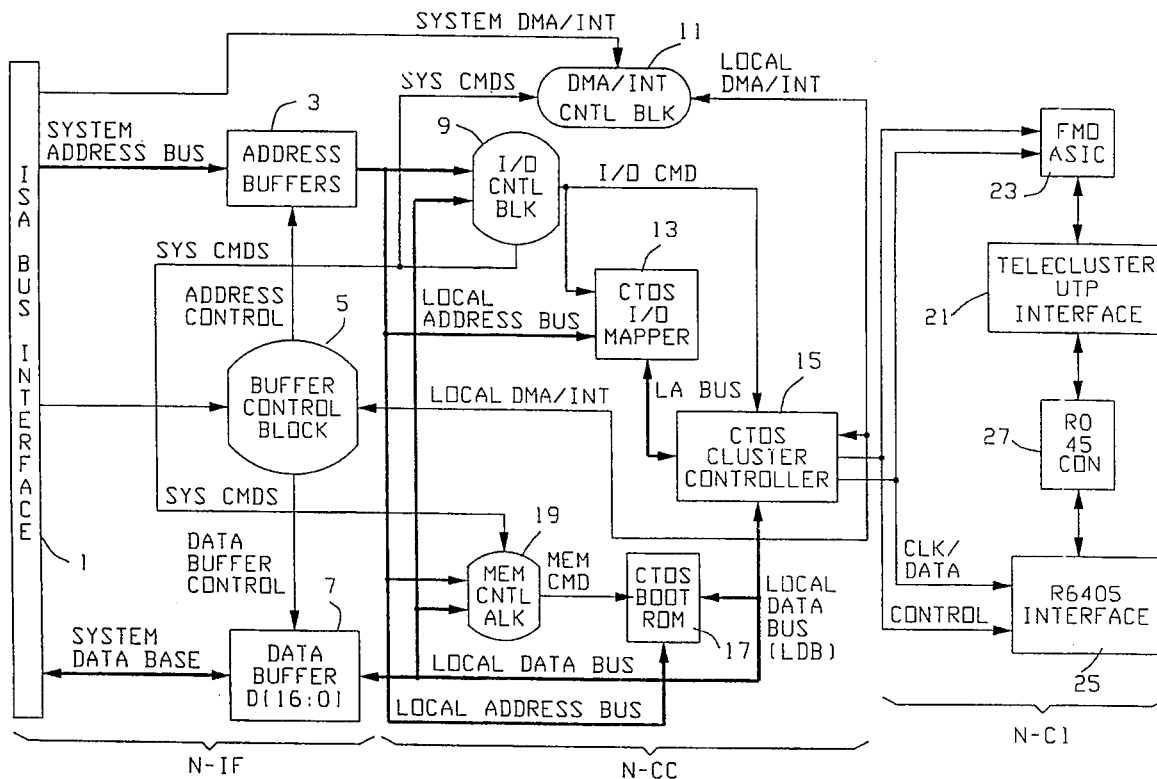 SYSTEM DMA/INT
11
LOCAL
DMA/INT
DMA/INT
CNTL BLK
SYS CMDS
3
9
SYSTEM
ADDRESS BUS
ADDRESS
BUFFERS
I/O
CNTL
BLK
I/O CMD
FMO
ASIC
23
ISA BUS INTERFACE
SYS CMDS
ADDRESS
CONTROL
5
LOCAL
ADDRESS BUS
13
CTOS
I/O
MAPPER
TELECLUSTER
UTP
INTERFACE
21
BUFFER
CONTROL
BLOCK
LOCAL DMA/INT
LA BUS
15
CTOS
CLUSTER
CONTROLLER
RO
45
CON
27
SYS CMDS
1
DATA
BUFFER
CONTROL
19
MEM
CNTL
ALK
MEM
CMD
CTOS
BOOT
ROM
17
LOCAL
DATA
BUS
(LDB)
CLK/
DATA
CONTROL
R6405
INTERFACE
25
SYSTEM
DATA BASE
7
DATA
BUFFER
D(16:0)
LOCAL DATA BUS
LOCAL ADDRESS BUS
N-IF
N-CC
N-C1